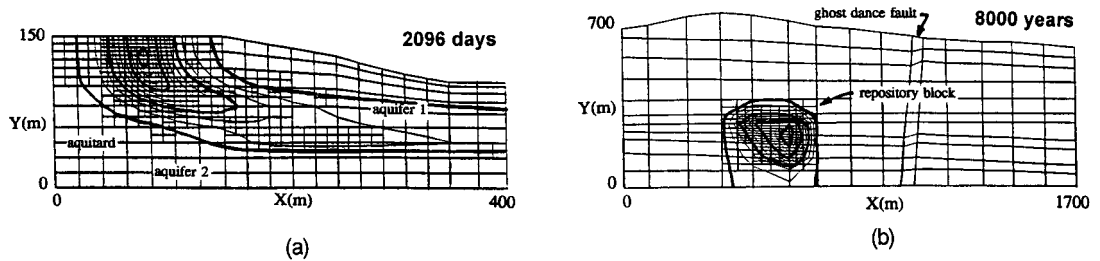 150
2096 days
Y(m)
aquifer 1
aquitard
aquifer 2
0
0
X(m)
400
(a)
700
ghost dance fault
8000 years
repository block
Y(m)
0
0
X(m)
1700
(b)